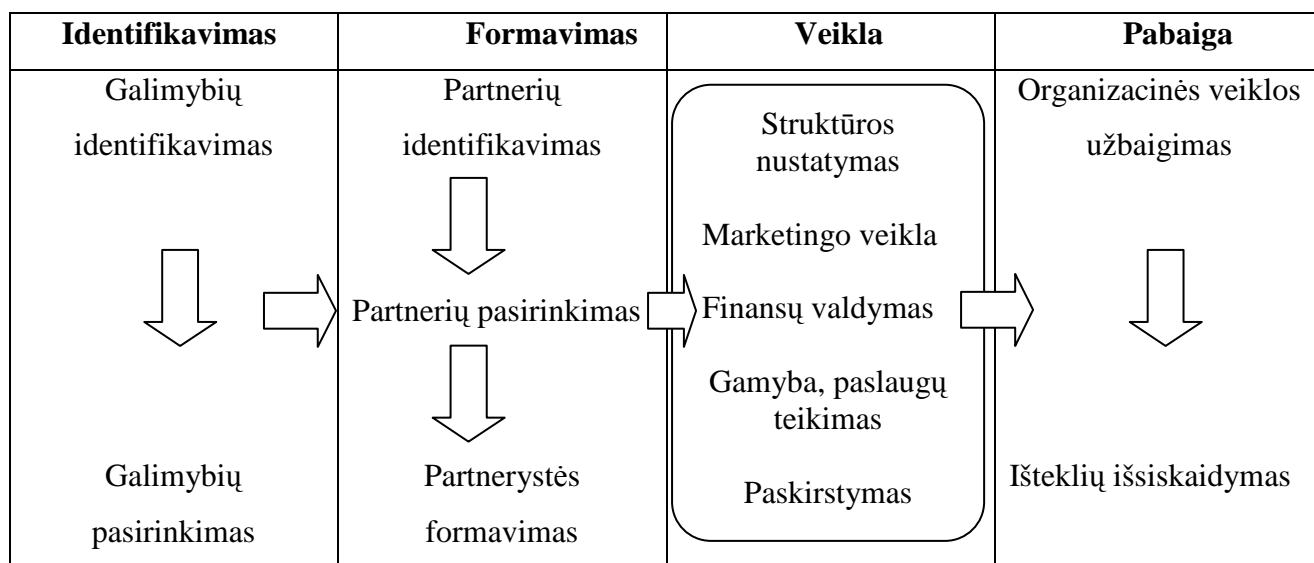 Identifikavimas
Formavimas
Veikla
Pabaiga
Galimybių
identifikavimas
Galimybių
pasirinkimas
Partnerių
identifikavimas
Partnerių pasirinkimas
Partnerystės
formavimas
Struktūros
nustatymas
Marketingo veikla
Finansų valdymas
Gamyba, paslaugų
teikimas
Paskirstymas
Organizacinės veiklos
užbaigimas
Išteklių išsiskaidymas